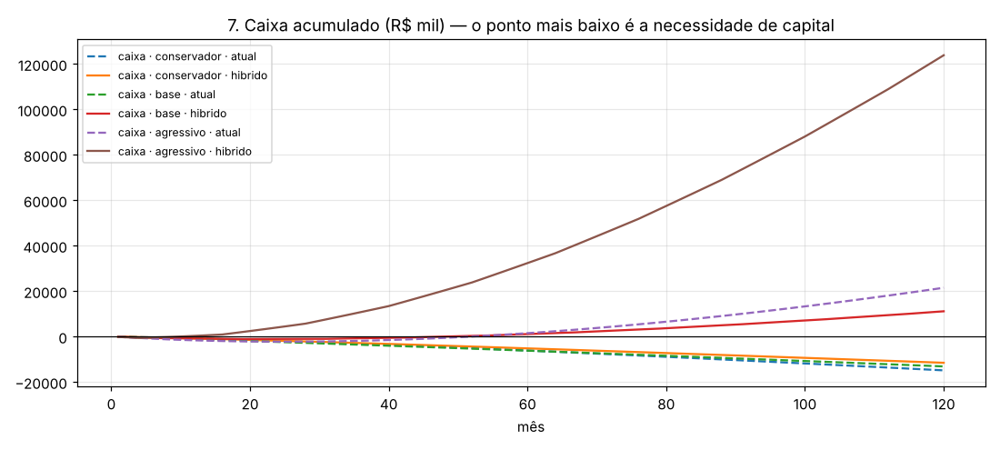 7. Caixa acumulado (R$ mil) — o ponto mais baixo é a necessidade de capital
caixa · conservador · atual
caixa · conservador · hibrido
caixa · base · atual
caixa · base · hibrido
caixa · agressivo · atual
caixa · agressivo · hibrido
120000
100000
80000
60000
40000
20000
0
−20000
0 20 40 60 80 100 120
mês